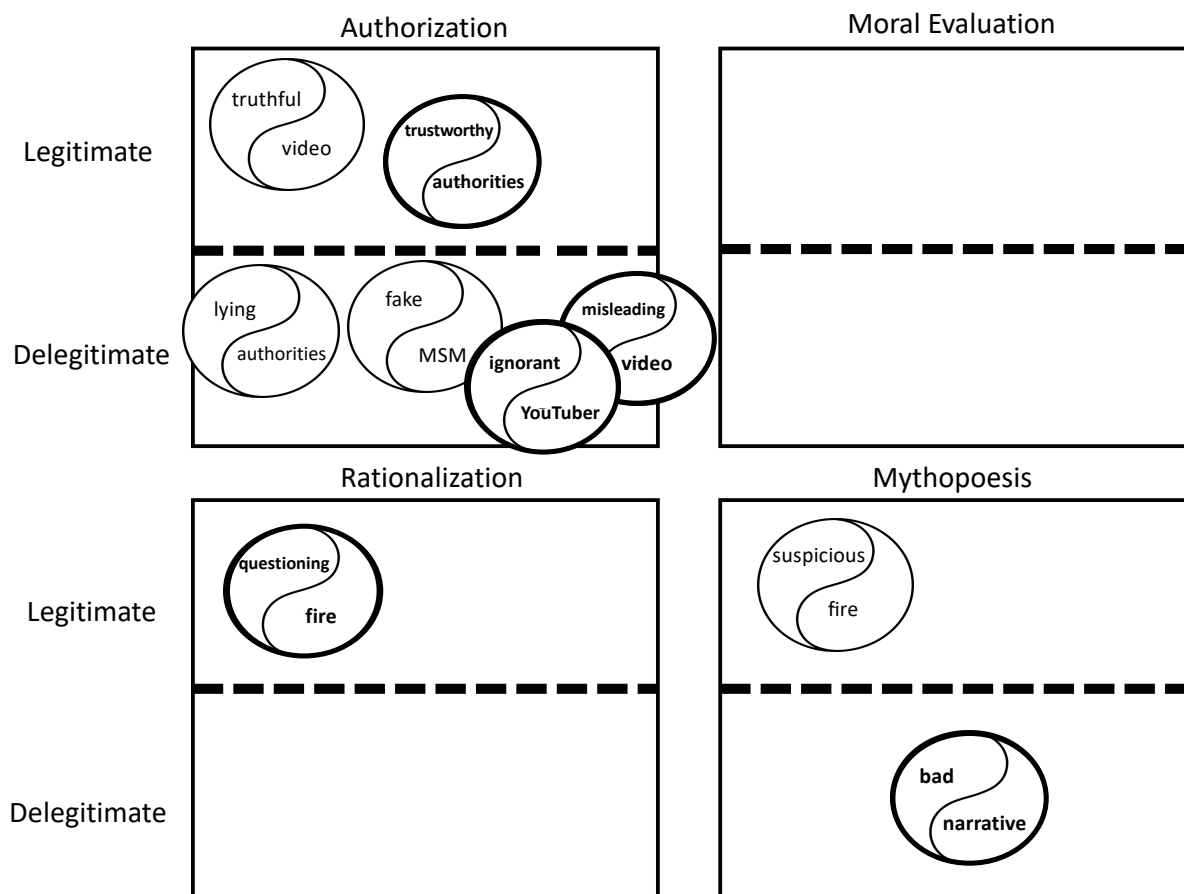 Authorization
Moral Evaluation
Legitimate
truthful
video
trustworthy
authorities
Delegitimate
lying
authorities
fake
MSM
ignorant
YouTuber
misleading
video
Rationalization
Mythopoesis
Legitimate
questioning
fire
suspicious
fire
Delegitimate
bad
narrative